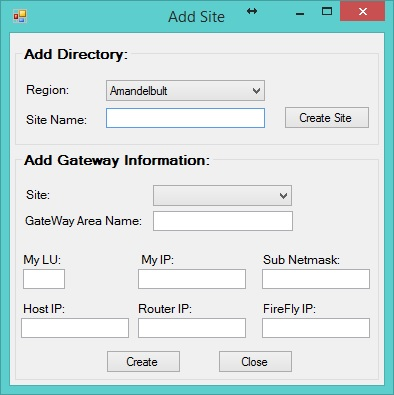 Add Site
Add Directory:
Region: Amandelbult
Site Name: Create Site
Add Gateway Information:
Site:
GateWay Area Name:
My LU: My IP: Sub Netmask:
Host IP: Router IP: FireFly IP:
Create Close